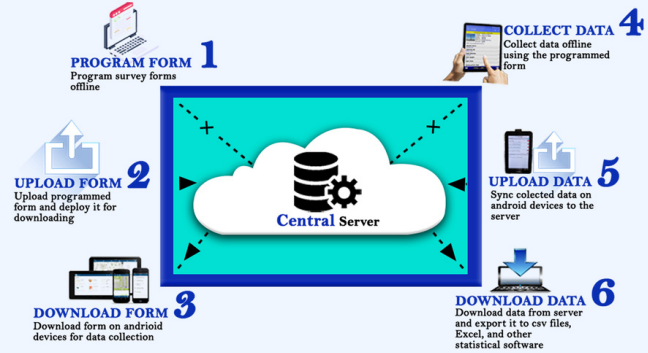 PROGRAM FORM 1
Program survey forms
offline
UPLOAD FORM 2
Upload programmed
form and deploy it for
downloading
DOWNLOAD FORM 3
Download form on andrioid
devices for data collection
Central Server
COLLECT DATA 4
Collect data offline
using the programmed
form
UPLOAD DATA 5
Sync colected data on
android devices to the
server
DOWNLOAD DATA 6
Download data from server
and export it to csv files,
Excel, and other
statistical software